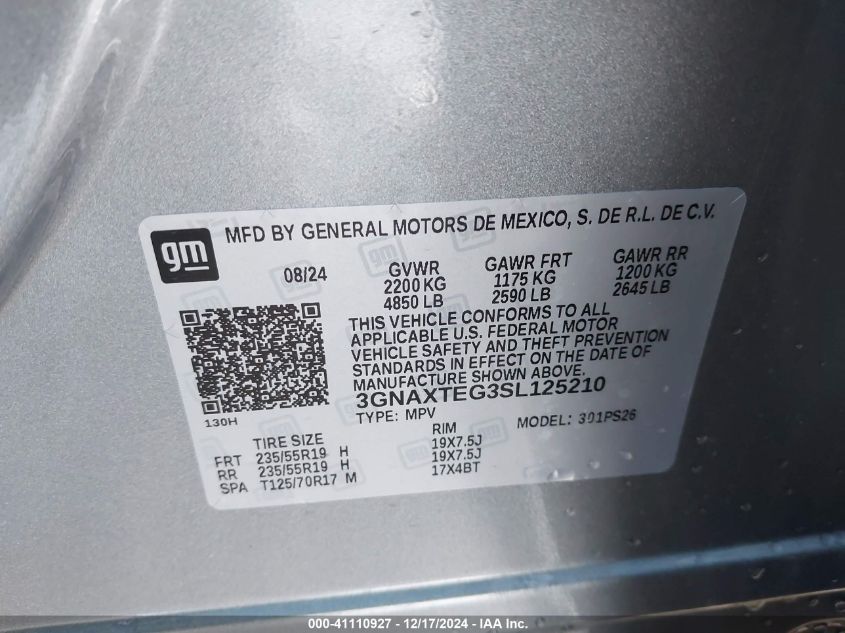 gm
MFD BY GENERAL MOTORS DE MEXICO, S. DE R.L. DE C.V.
08/24 GVWR GAWR FRT GAWR RR
2200 KG 1175 KG 1200 KG
4850 LB 2590 LB 2645 LB
THIS VEHICLE CONFORMS TO ALL
APPLICABLE U.S. FEDERAL MOTOR
VEHICLE SAFETY AND THEFT PREVENTION
STANDARDS IN EFFECT ON THE DATE OF
MANUFACTURE SHOWN ABOVE.
3GNAXTEG3SL125210
130H
TYPE: MPV MODEL: 301PS26
TIRE SIZE RIM
FRT 235/55R19 H 19X7.5J
RR 235/55R19 H 19X7.5J
SPA T125/70R17 M 17X4BT
000-41110927 - 12/17/2024 - IAA Inc.